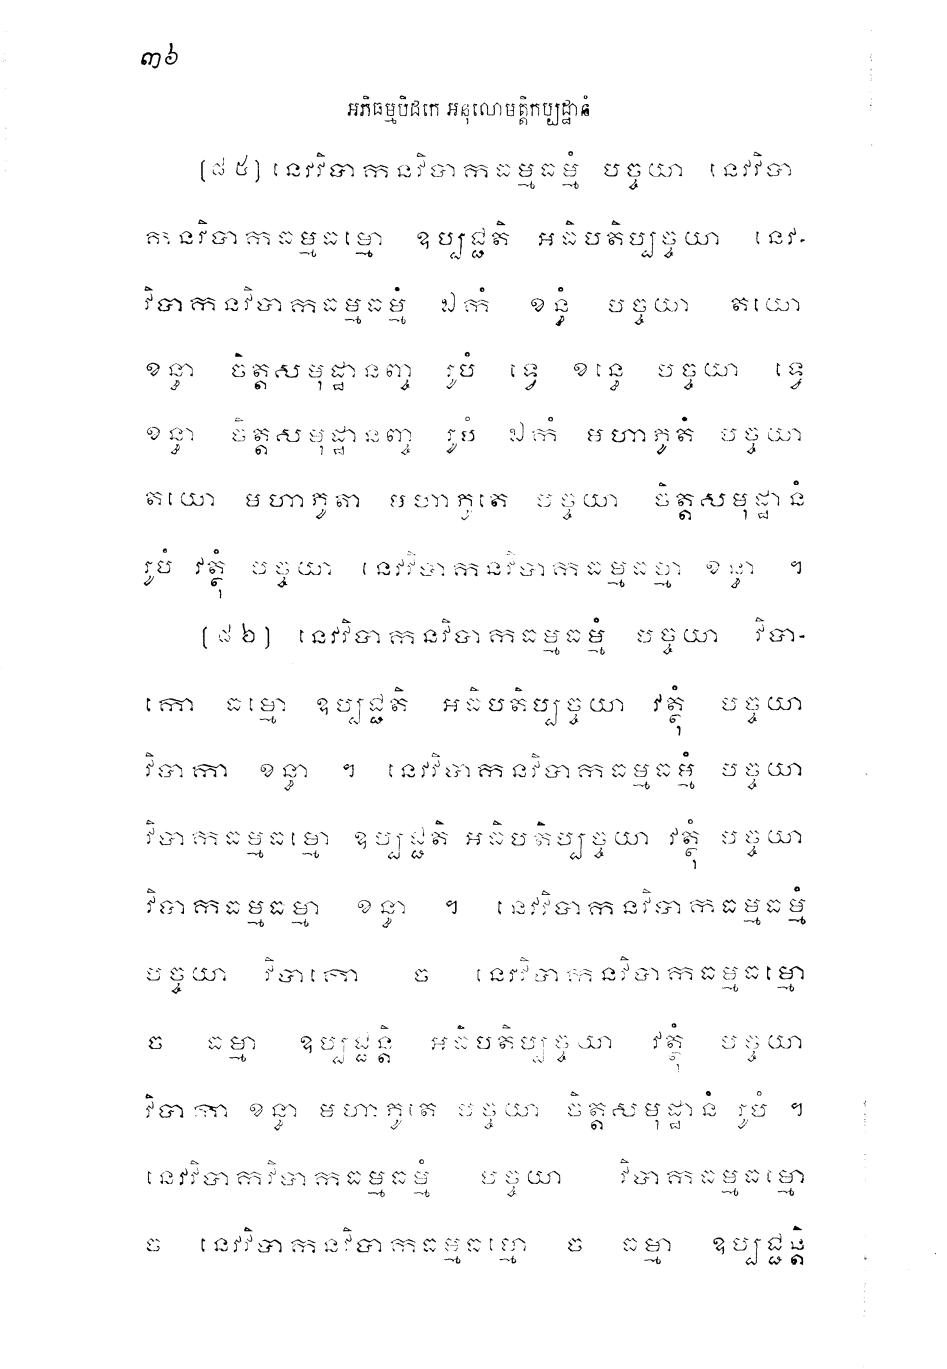 ៣៦
អភិធម្មបិដកេ អនុលោមត្តិកប្បដ្ឋានំ
[៨៥] នេវវិបាកនវិបាកធម្មធម្មំ បច្ចយា នេវវិបា
កនវិបាកធម្មធម្មោ ឧប្បជ្ជតិ អធិបតិប្បច្ចយា នេវ-
វិបាកនវិបាកធម្មធម្មំ ឯកំ ខន្ធំ បច្ចយា តយោ
ខន្ធា ចិត្តសមុដ្ឋានញ្ច រូបំ ទ្វេ ខន្ធេ បច្ចយា ទ្វេ
ខន្ធា ចិត្តសមុដ្ឋានញ្ច រូបំ ឯកំ មហាភូតំ បច្ចយា
តយោ មហាភូតា មហាភូតេ បច្ចយា ចិត្តសមុដ្ឋានំ
រូបំ វត្ថុំ បច្ចយា នេវវិបាកនវិបាកធម្មធម្មា ខន្ធា ។
[៨៦] នេវវិបាកនវិបាកធម្មធម្មំ បច្ចយា វិបា-
កោ ធម្មោ ឧប្បជ្ជតិ អធិបតិប្បច្ចយា វត្ថុំ បច្ចយា
វិបាកា ខន្ធា ។ នេវវិបាកនវិបាកធម្មធម្មំ បច្ចយា
វិបាកធម្មធម្មោ ឧប្បជ្ជតិ អធិបតិប្បច្ចយា វត្ថុំ បច្ចយា
វិបាកធម្មធម្មា ខន្ធា ។ នេវវិបាកនវិបាកធម្មធម្មំ
បច្ចយា វិបាកោ ច នេវវិបាកនវិបាកធម្មធម្មោ
ច ធម្មា ឧប្បជ្ជន្តិ អធិបតិប្បច្ចយា វត្ថុំ បច្ចយា
វិបាកា ខន្ធា មហាភូតេ បច្ចយា ចិត្តសមុដ្ឋានំ រូបំ ។
នេវវិបាកវិបាកធម្មធម្មំ បច្ចយា វិបាកធម្មធម្មោ
ច នេវវិបាកនវិបាកធម្មធម្មោ ច ធម្មា ឧប្បជ្ជន្តិ